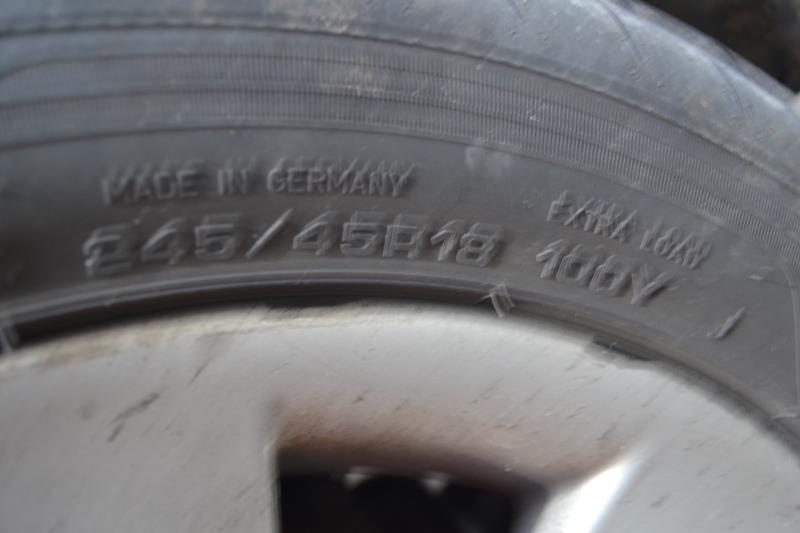 MADE IN GERMANY
245/45R18
EXTRA LOAD
100Y